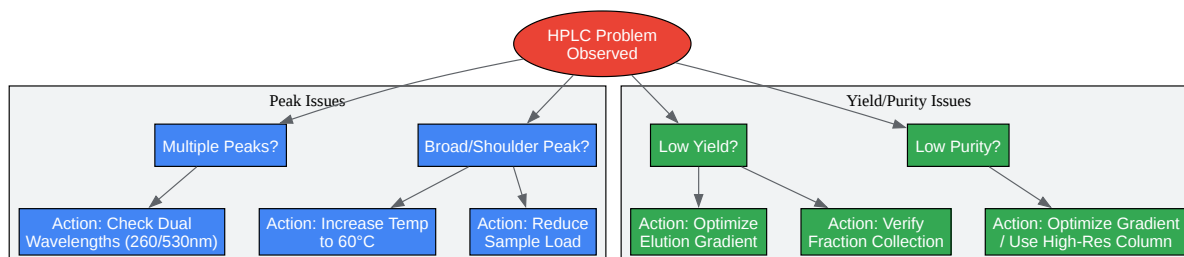 HPLC Problem
Observed
Peak Issues
Yield/Purity Issues
Multiple Peaks?
Broad/Shoulder Peak?
Low Yield?
Low Purity?
Action: Check Dual
Wavelengths (260/530nm)
Action: Increase Temp
to 60°C
Action: Reduce
Sample Load
Action: Optimize
Elution Gradient
Action: Verify
Fraction Collection
Action: Optimize Gradient
/ Use High-Res Column